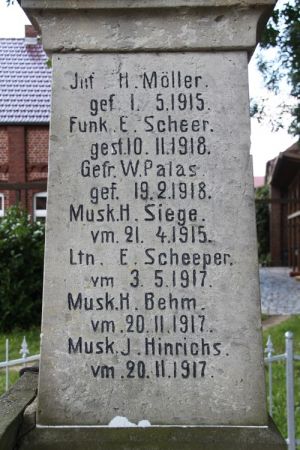 Jnf H. Möller.
gef. 1. 5.1915.
Funk. E. Scheer.
gest. 10.11.1918.
Gefr. W. Palas.
gef. 19.2.1918.
Musk. H. Siege.
vm. 21. 4.1915.
Ltn. E. Scheeper.
vm 3. 5.1917.
Musk. H. Behm.
vm. 20.11.1917.
Musk. J. Hinrichs.
vm. 20.11.1917.